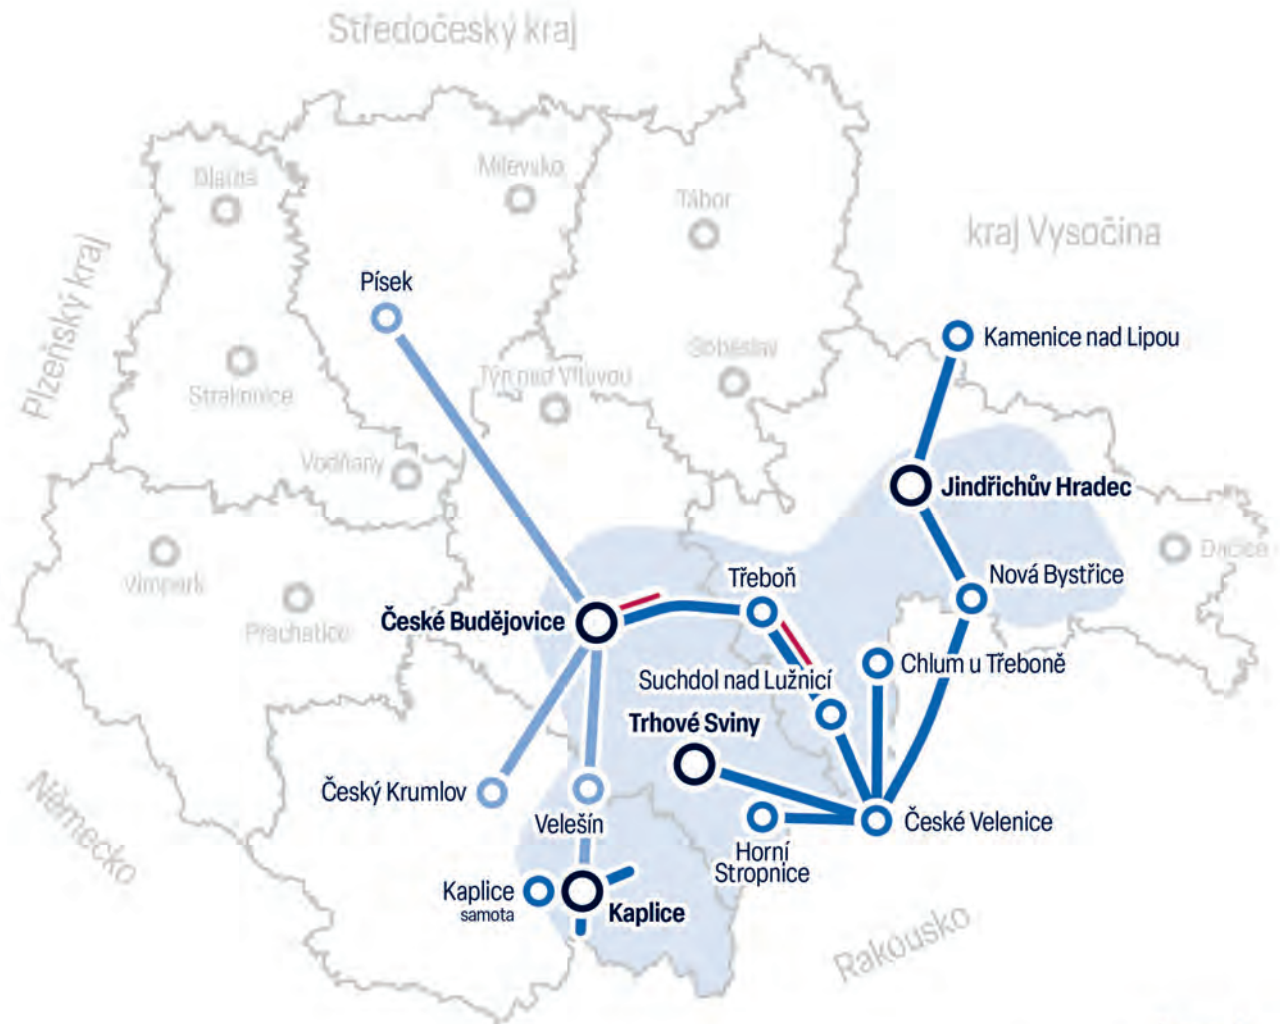 Středočeský kraj
Blatná
Milevsko
Tábor
kraj Vysočina
Plzeňský kraj
Písek
Kamenice nad Lipou
Soběslav
Týn nad Vltavou
Strakonice
Vodňany
Jindřichův Hradec
Dačice
Vimperk
Prachatice
Třeboň
Nová Bystřice
České Budějovice
Chlum u Třeboně
Suchdol nad Lužnicí
Trhové Sviny
Německo
Český Krumlov
Velešín
České Velenice
Horní
Stropnice
Kaplice
samota
Kaplice
Rakousko